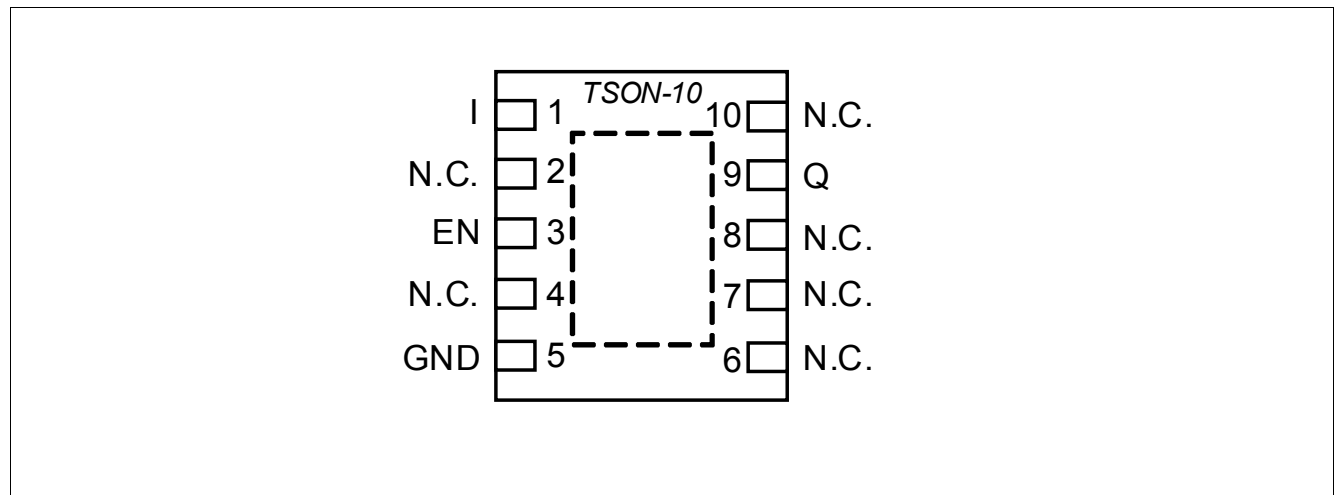 TSON-10
I 1 10 N.C.
N.C. 2 9 Q
EN 3 8 N.C.
N.C. 4 7 N.C.
GND 5 6 N.C.